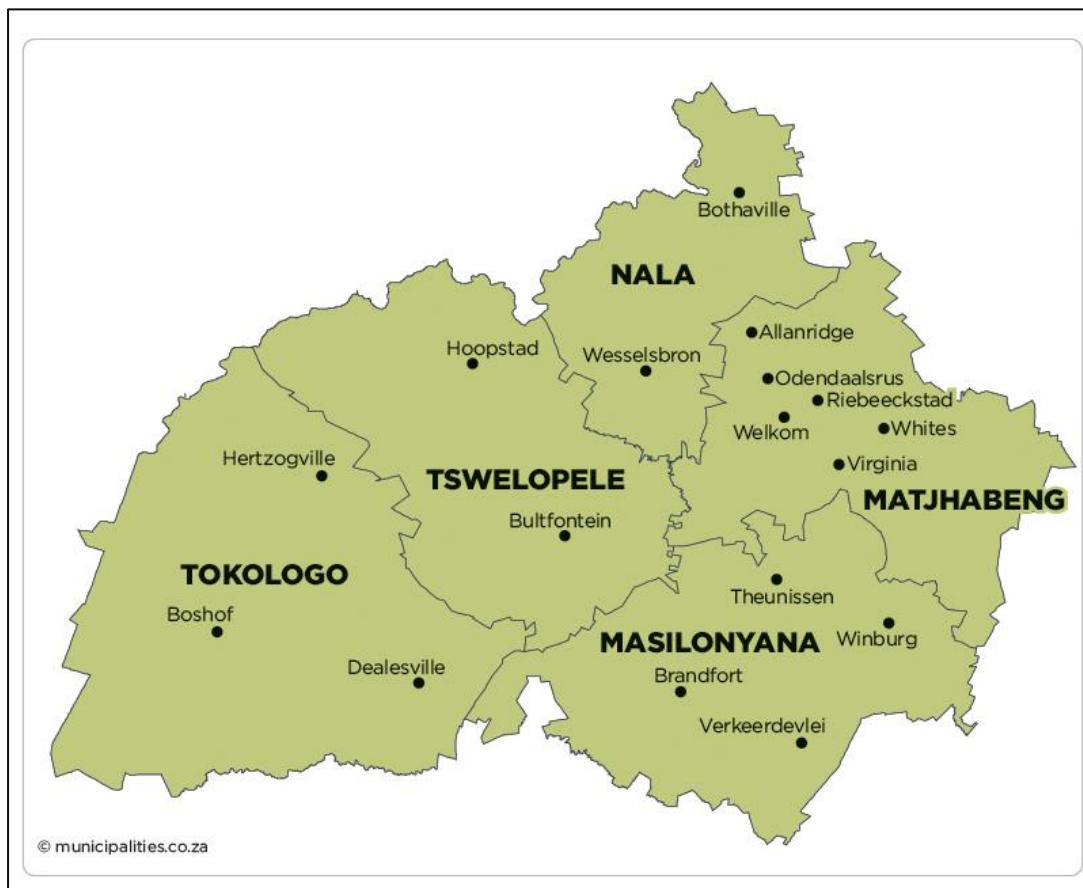 Bothaville
NALA
Allanridge
Hoopstad
Wesselsbron
Odendaalsrus
Riebeeckstad
Welkom
Whites
Hertzogville
Virginia
TSWELOPELE
MATJHABENG
Bultfontein
TOKOLOGO
Theunissen
Boshof
Winburg
MASILONYANA
Dealesville
Brandfort
Verkeerdevlei
© municipalities.co.za